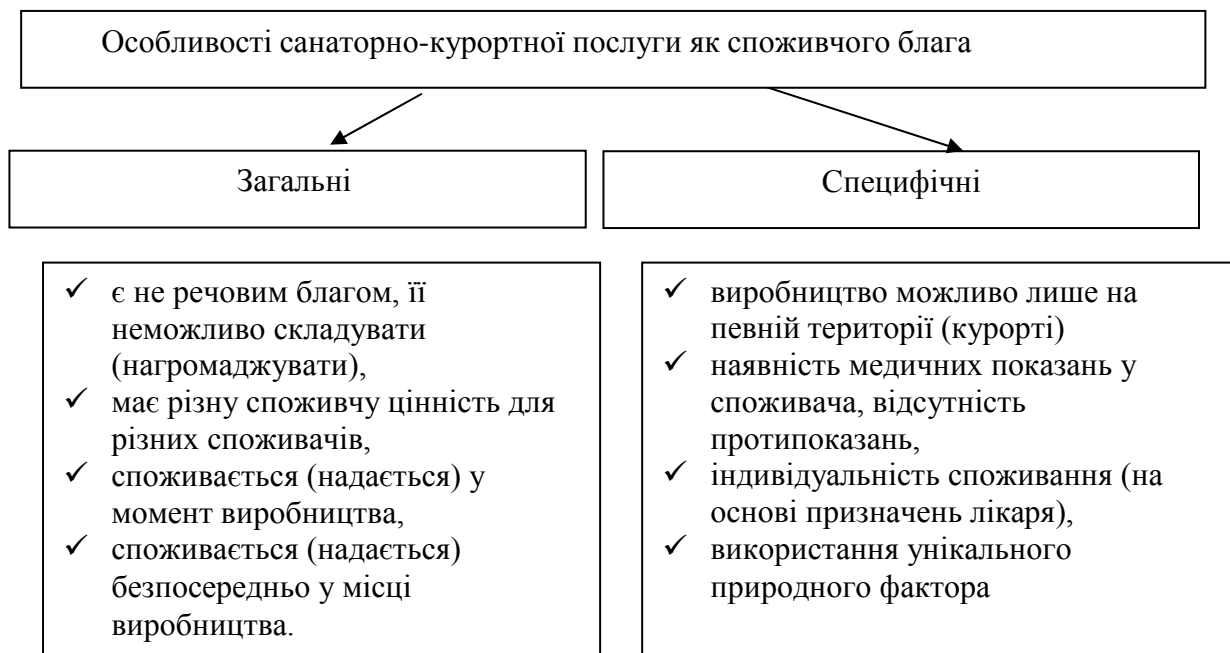 Особливості санаторно-курортної послуги як споживчого блага
Загальні
Специфічні
✓ є не речовим благом, її
неможливо складувати
(нагромаджувати),
✓ має різну споживчу цінність для
різних споживачів,
✓ споживається (надається) у
момент виробництва,
✓ споживається (надається)
безпосередньо у місці
виробництва.
✓ виробництво можливо лише на
певній території (курорті)
✓ наявність медичних показань у
споживача, відсутність
протипоказань,
✓ індивідуальність споживання (на
основі призначень лікаря),
✓ використання унікального
природного фактора